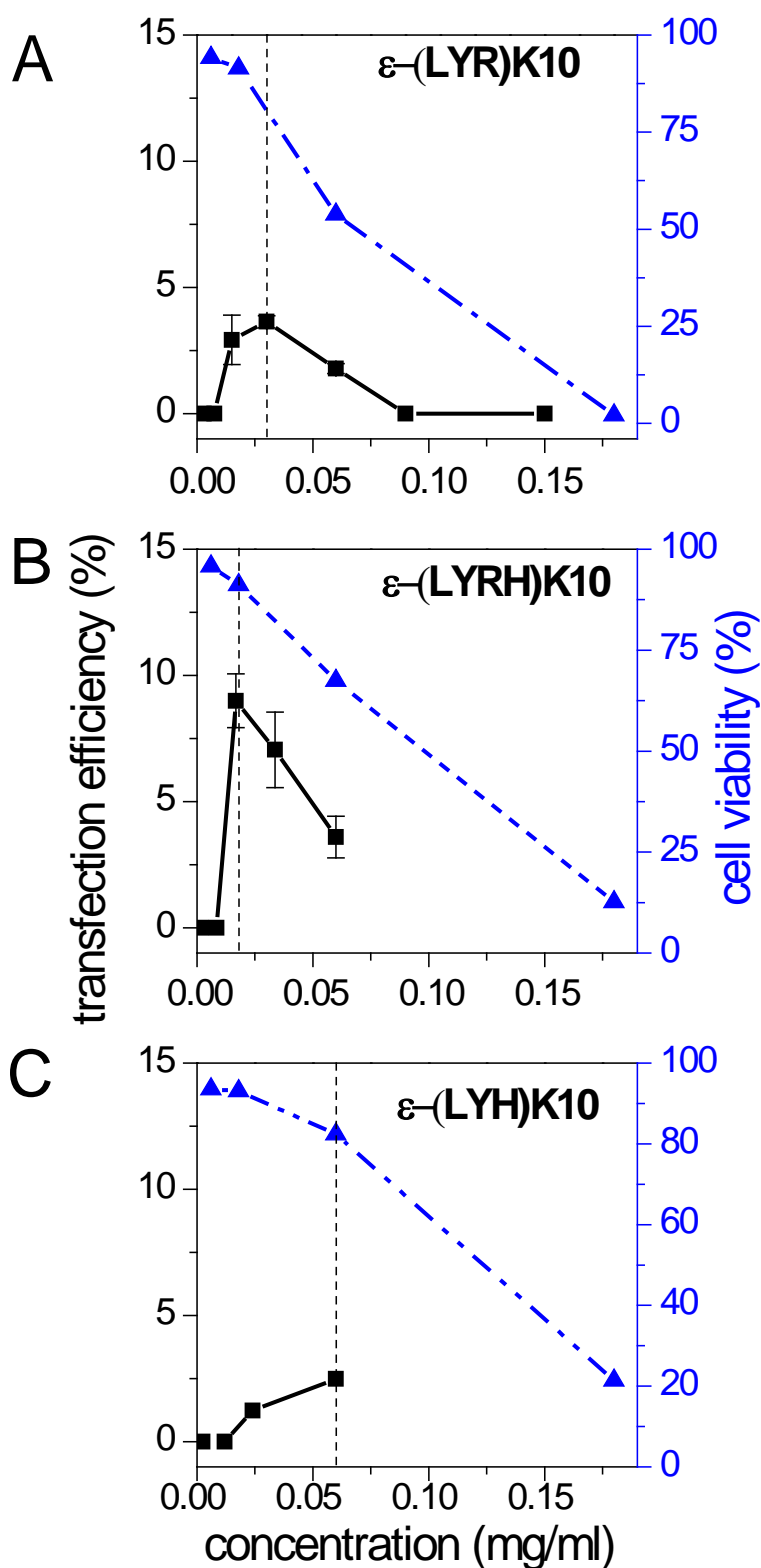 A
ε–(LYR)K10
15
10
5
0
100
75
50
25
0
0.00 0.05 0.10 0.15
B
ε–(LYRH)K10
transfection efficiency (%)
15
10
5
0
100
75
50
25
0
cell viability (%)
0.00 0.05 0.10 0.15
C
ε–(LYH)K10
15
10
5
0
100
80
60
40
20
0
0.00 0.05 0.10 0.15
concentration (mg/ml)